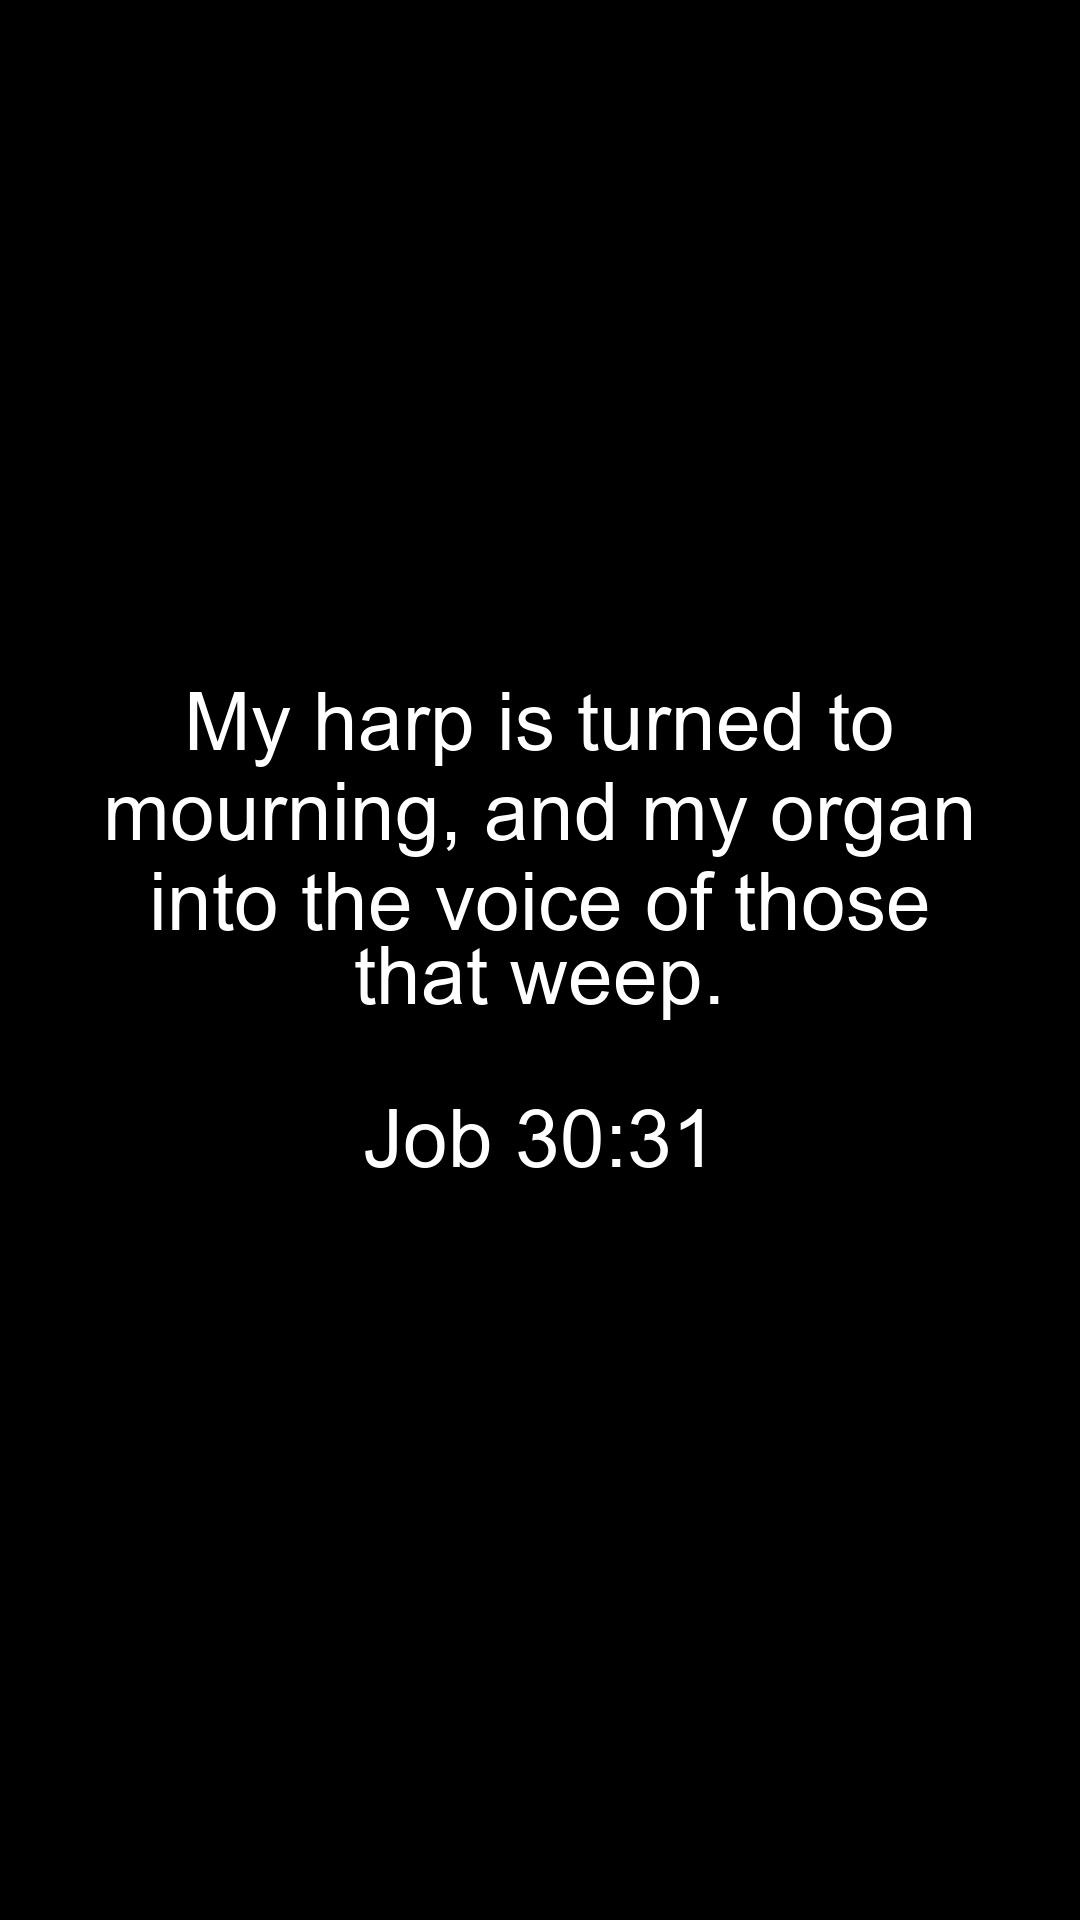 My harp is turned to
mourning, and my organ
into the voice of those
that weep.
Job 30:31